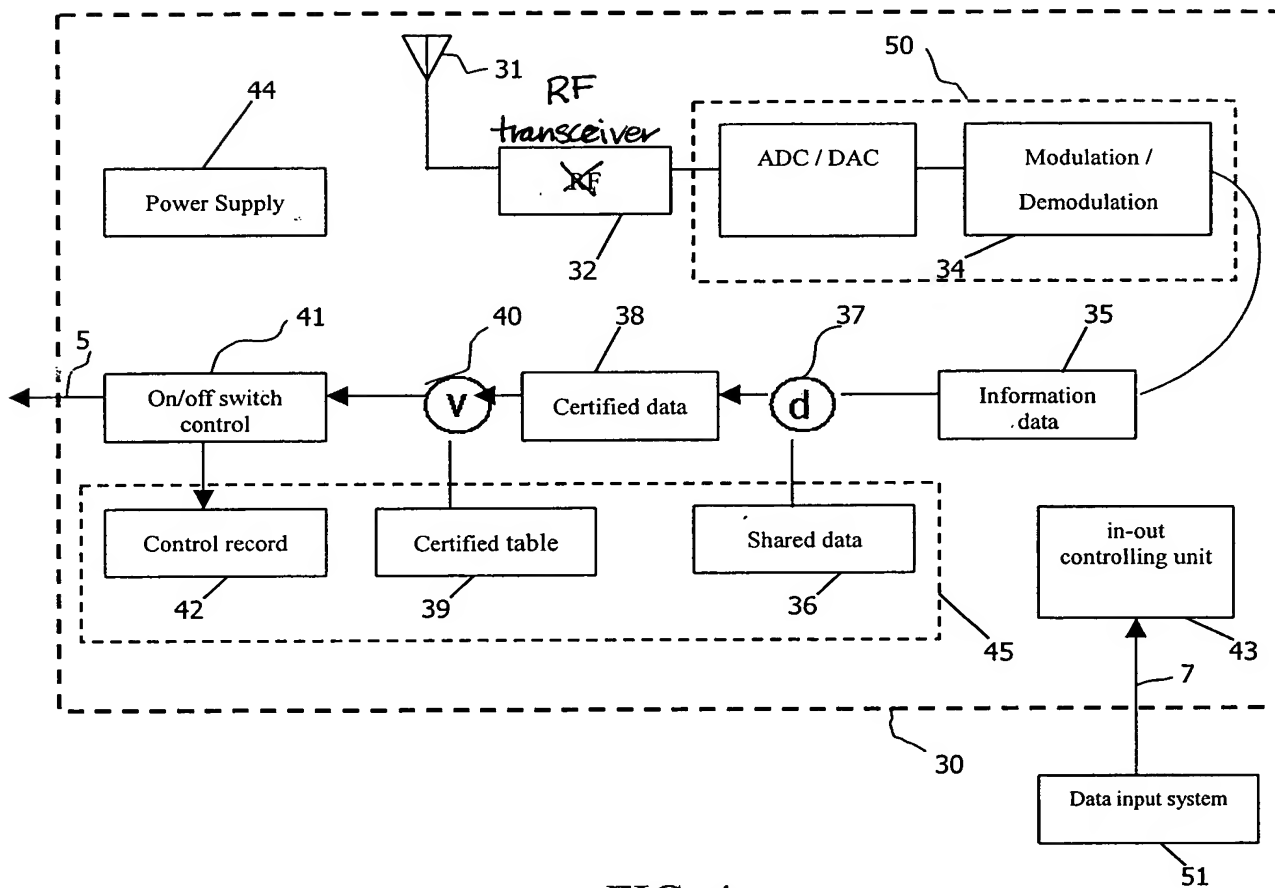 44
31
50
RF
transceiver
RF
ADC / DAC
Modulation /
Demodulation
Power Supply
32
34
5
41
40
38
37
35
On/off switch
control
V
Certified data
d
Information
data
Control record
Certified table
Shared data
in-out
controlling unit
42
39
36
45
43
7
30
Data input system
51